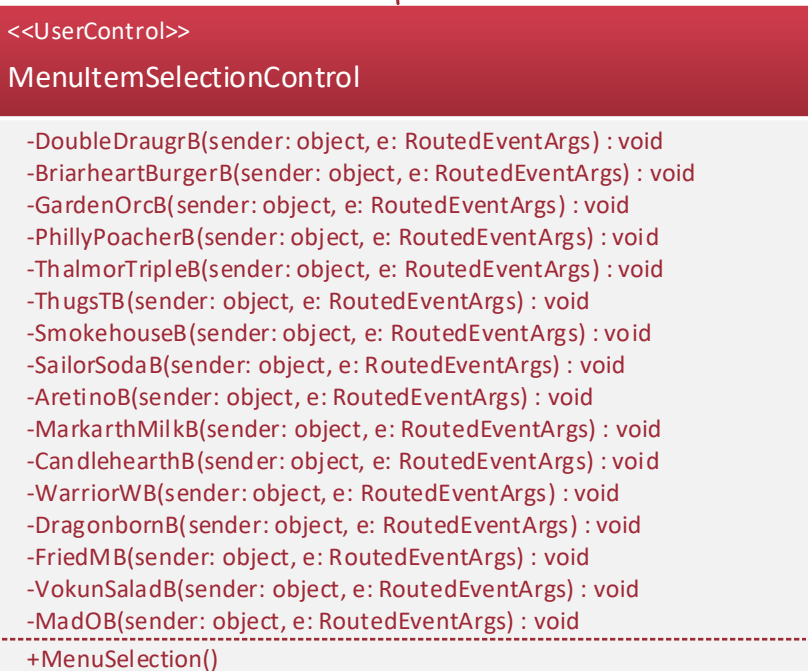 <<UserControl>>
MenuItemSelectionControl
-DoubleDraugrB(sender: object, e: RoutedEventArgs) : void
-BriarheartBurgerB(sender: object, e: RoutedEventArgs) : void
-GardenOrcB(sender: object, e: RoutedEventArgs) : void
-PhillyPoacherB(sender: object, e: RoutedEventArgs) : void
-ThalmorTripleB(sender: object, e: RoutedEventArgs) : void
-ThugsTB(sender: object, e: RoutedEventArgs) : void
-SmokehouseB(sender: object, e: RoutedEventArgs) : void
-SailorSodaB(sender: object, e: RoutedEventArgs) : void
-AretinoB(sender: object, e: RoutedEventArgs) : void
-MarkarthMilkB(sender: object, e: RoutedEventArgs) : void
-CandlehearthB(sender: object, e: RoutedEventArgs) : void
-WarriorWB(sender: object, e: RoutedEventArgs) : void
-DragonbornB(sender: object, e: RoutedEventArgs) : void
-FriedMB(sender: object, e: RoutedEventArgs) : void
-VokunSaladB(sender: object, e: RoutedEventArgs) : void
-MadOB(sender: object, e: RoutedEventArgs) : void
+MenuSelection()